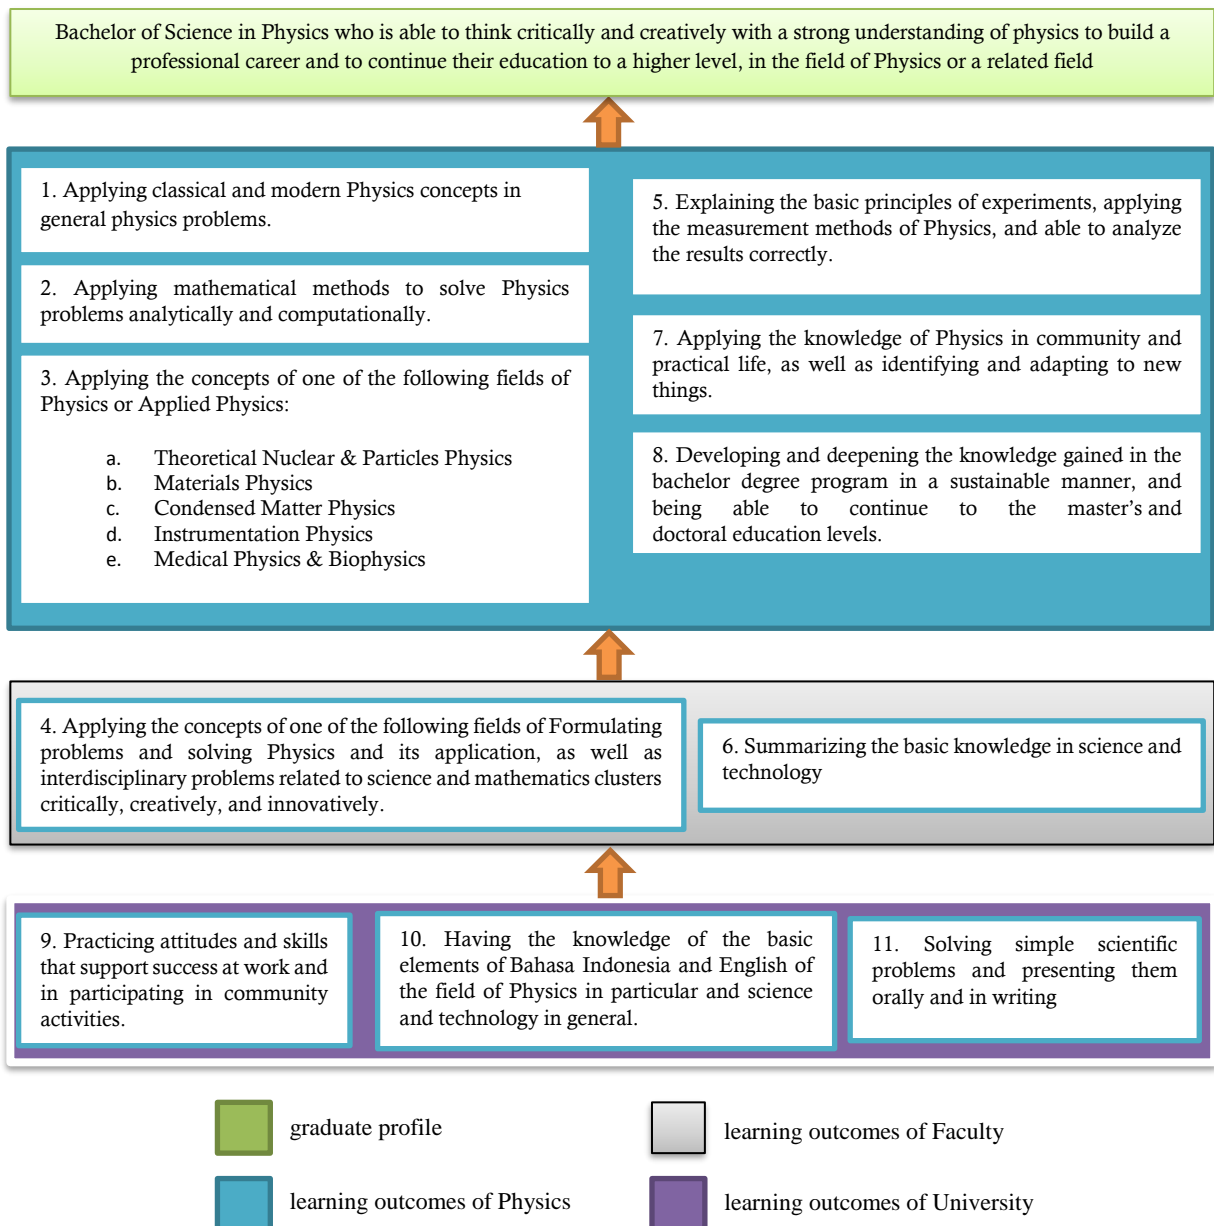 Bachelor of Science in Physics who is able to think critically and creatively with a strong understanding of physics to build a
professional career and to continue their education to a higher level, in the field of Physics or a related field
1. Applying classical and modern Physics concepts in
general physics problems.
2. Applying mathematical methods to solve Physics
problems analytically and computationally.
3. Applying the concepts of one of the following fields of
Physics or Applied Physics:
a. Theoretical Nuclear & Particles Physics
b. Materials Physics
c. Condensed Matter Physics
d. Instrumentation Physics
e. Medical Physics & Biophysics
5. Explaining the basic principles of experiments, applying
the measurement methods of Physics, and able to analyze
the results correctly.
7. Applying the knowledge of Physics in community and
practical life, as well as identifying and adapting to new
things.
8. Developing and deepening the knowledge gained in the
bachelor degree program in a sustainable manner, and
being able to continue to the master's and
doctoral education levels.
4. Applying the concepts of one of the following fields of Formulating
problems and solving Physics and its application, as well as
interdisciplinary problems related to science and mathematics clusters
critically, creatively, and innovatively.
6. Summarizing the basic knowledge in science and
technology
9. Practicing attitudes and skills
that support success at work and
in participating in community
activities.
10. Having the knowledge of the basic
elements of Bahasa Indonesia and English of
the field of Physics in particular and science
and technology in general.
11. Solving simple scientific
problems and presenting them
orally and in writing
graduate profile
learning outcomes of Faculty
learning outcomes of Physics
learning outcomes of University